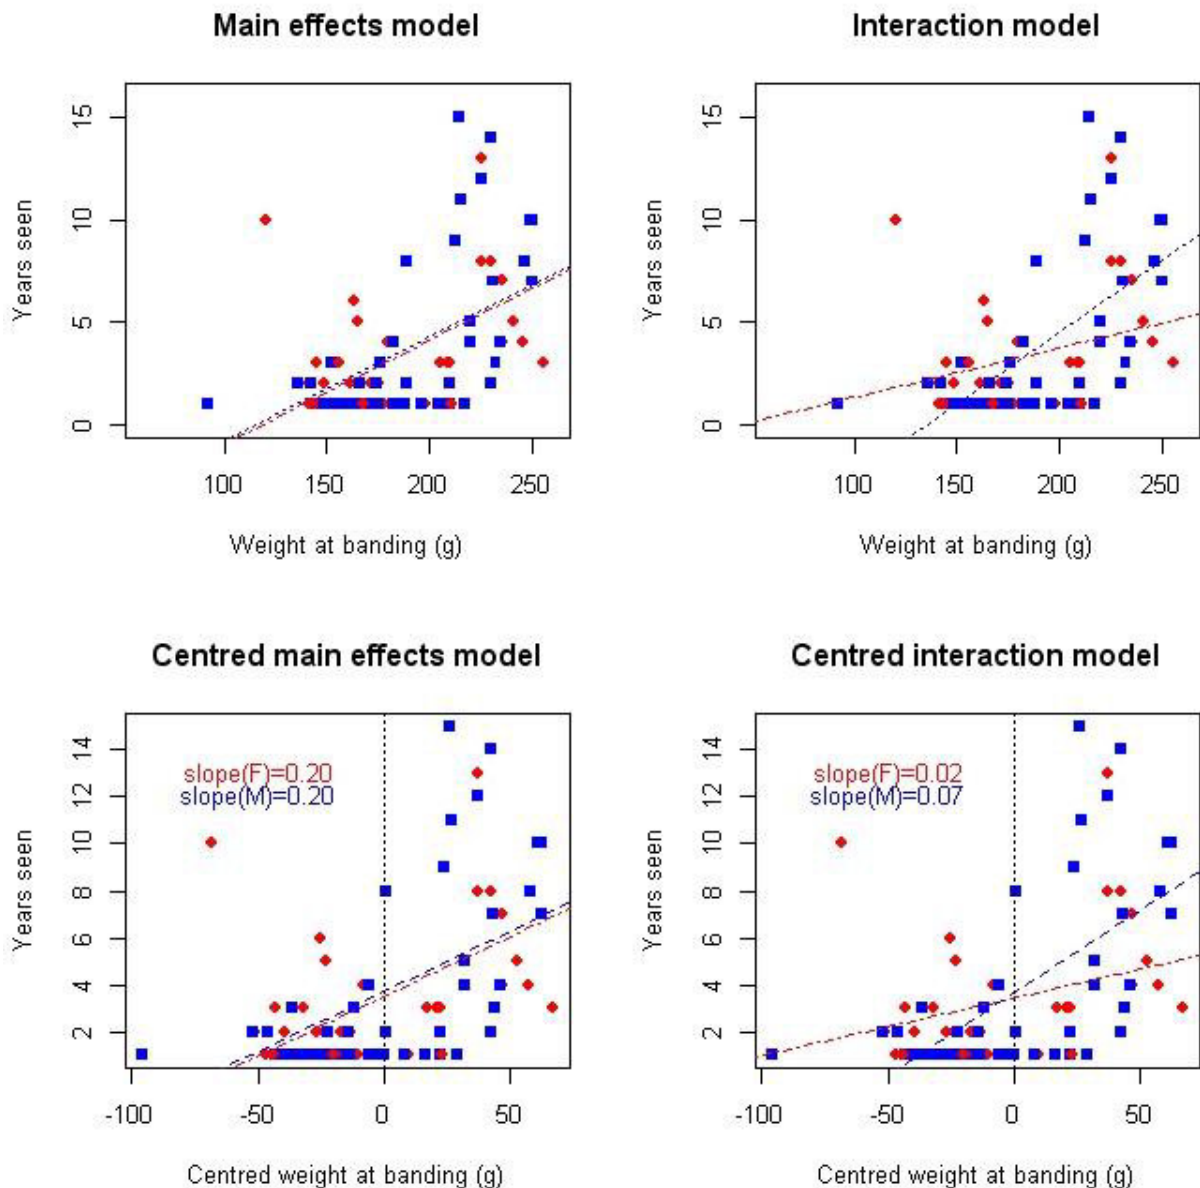 Main effects model
Years seen
15
10
5
0
100 150 200 250
Weight at banding (g)
Interaction model
Years seen
15
10
5
0
100 150 200 250
Weight at banding (g)
Centred main effects model
Years seen
14
12
10
8
6
4
2
slope(F)=0.20
slope(M)=0.20
-100 -50 0 50
Centred weight at banding (g)
Centred interaction model
Years seen
14
12
10
8
6
4
2
slope(F)=0.02
slope(M)=0.07
-100 -50 0 50
Centred weight at banding (g)